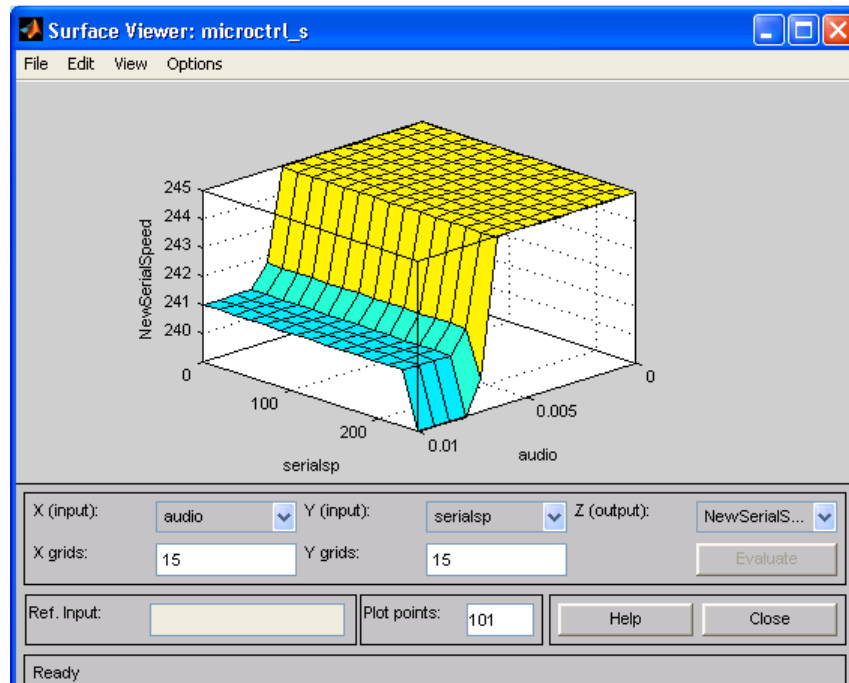 Surface Viewer: microctrl_s
File Edit View Options
245
244
243
242
241
240
NewSerialSpeed
0
100
200
serialsp
0.01
0.005
0
audio
X (input): audio Y (input): serialsp Z (output): NewSerialS...
X grids: 15 Y grids: 15 Evaluate
Ref. Input: Plot points: 101 Help Close
Ready